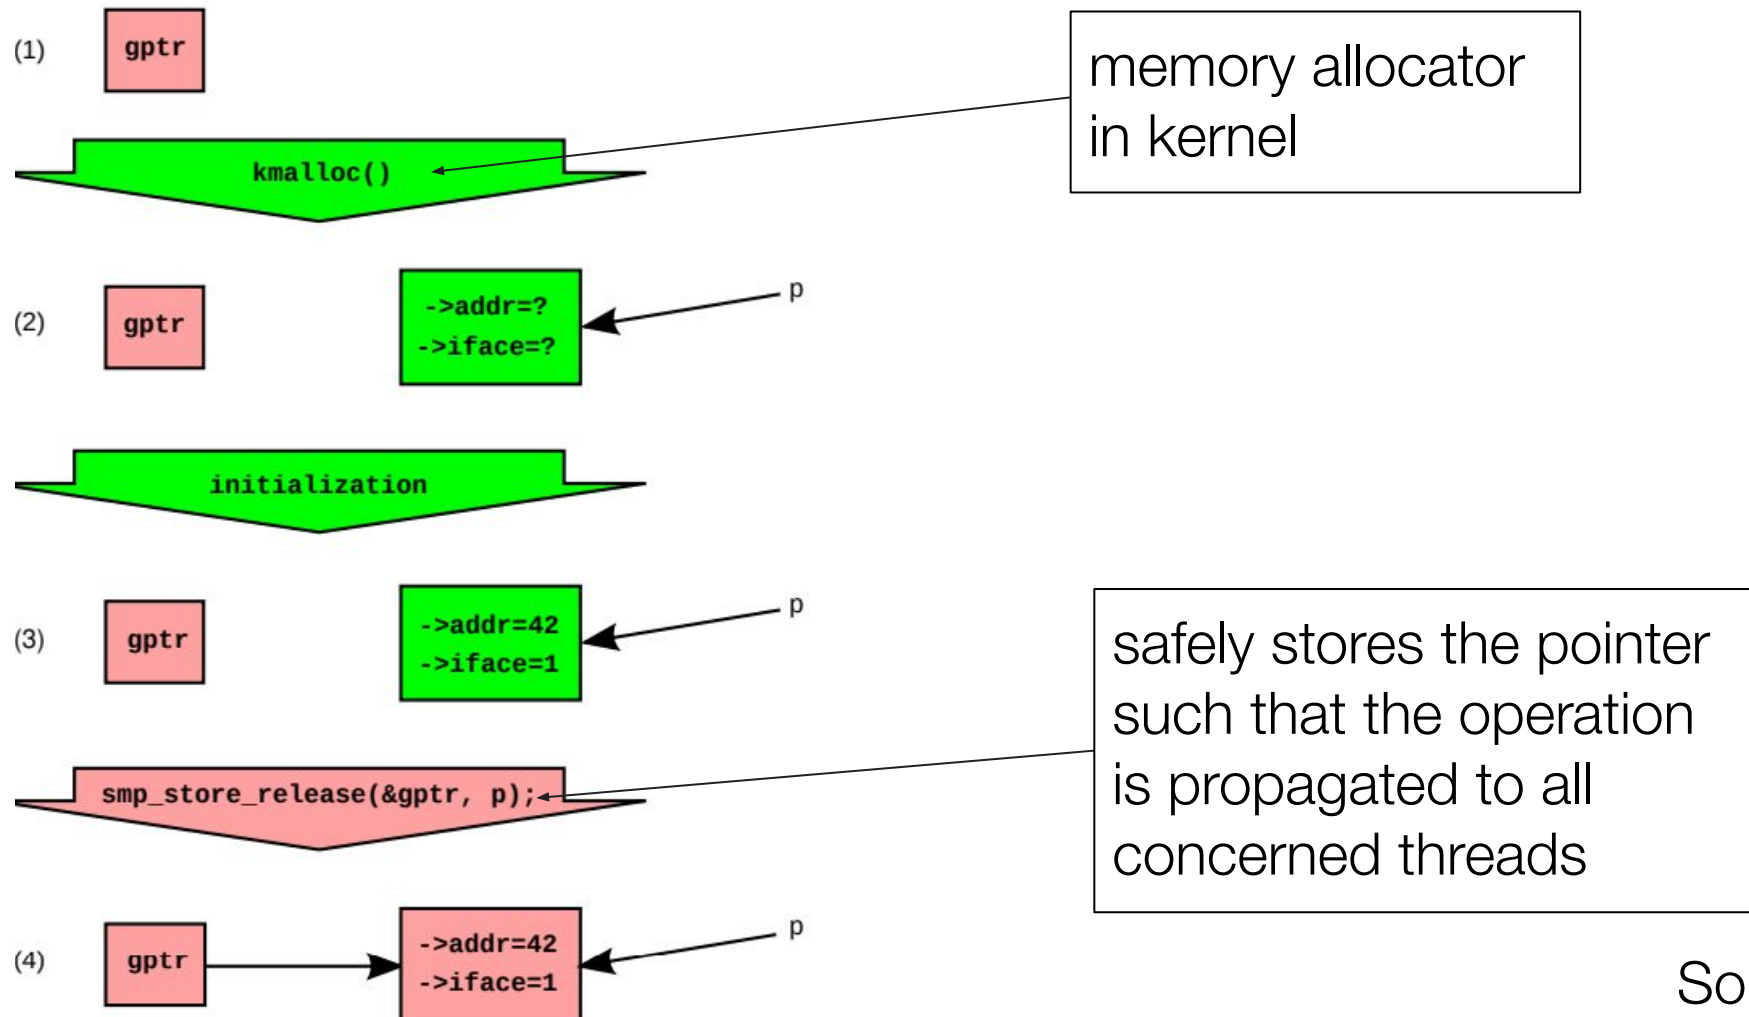 (1)
gptr
memory allocator
in kernel
kmalloc()
(2)
gptr
->addr=?
->iface=?
p
initialization
(3)
gptr
->addr=42
->iface=1
p
safely stores the pointer
such that the operation
is propagated to all
concerned threads
smp_store_release(&gptr, p);
(4)
gptr
->addr=42
->iface=1
p
So